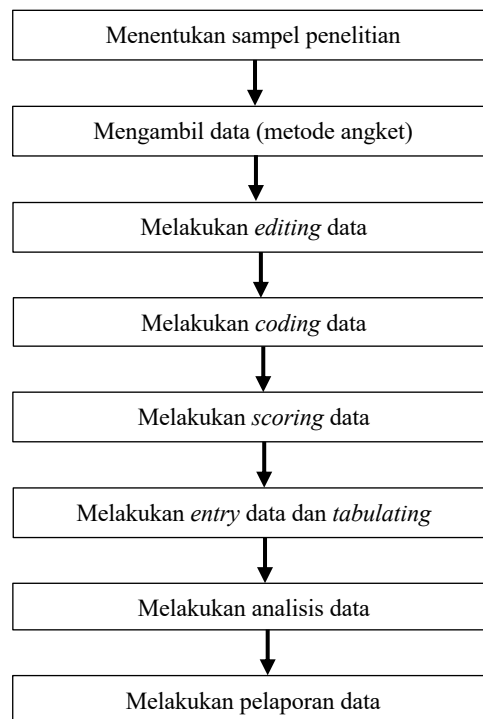 Menentukan sampel penelitian
Mengambil data (metode angket)
Melakukan editing data
Melakukan coding data
Melakukan scoring data
Melakukan entry data dan tabulating
Melakukan analisis data
Melakukan pelaporan data